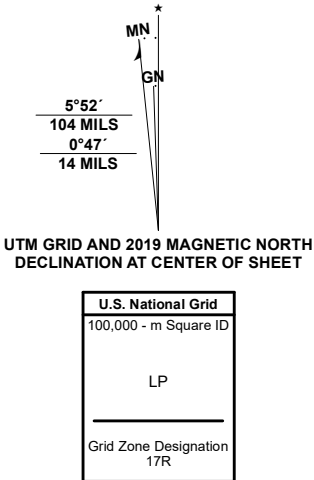 ★
MN
GN
5°52´
104 MILS
0°47´
14 MILS
UTM GRID AND 2019 MAGNETIC NORTH
DECLINATION AT CENTER OF SHEET
U.S. National Grid
100,000 - m Square ID
LP
Grid Zone Designation
17R